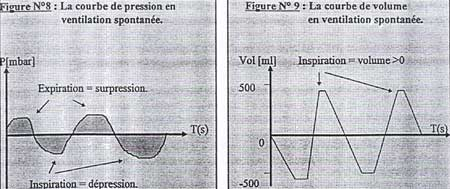 Figure N°8 : La courbe de pression en
ventilation spontanée.
P[mbar]
Expiration = surpression.
T(s)
Inspiration = dépression.
Figure N° 9 : La courbe de volume
en ventilation spontanée.
Vol [ml]
Inspiration = volume >0
500
T(s)
0
-500